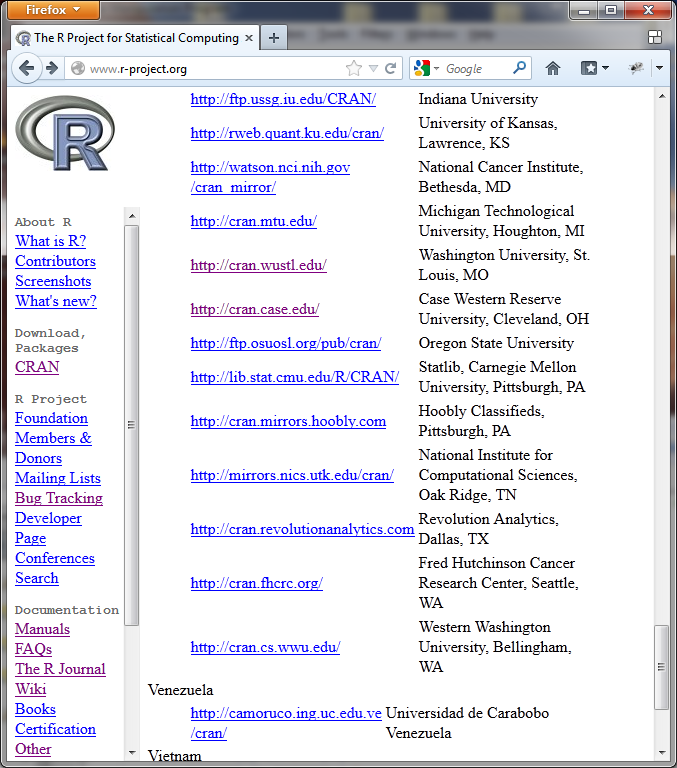 Firefox
The R Project for Statistical Computing
www.r-project.org
Google
R
About R
What is R?
Contributors
Screenshots
What's new?
Download,
Packages
CRAN
R Project
Foundation
Members &
Donors
Mailing Lists
Bug Tracking
Developer
Page
Conferences
Search
Documentation
Manuals
FAQs
The R Journal
Wiki
Books
Certification
Other
http://ftp.ussg.iu.edu/CRAN/ Indiana University
http://rweb.quant.ku.edu/cran/ University of Kansas,
Lawrence, KS
http://watson.nci.nih.gov National Cancer Institute,
/cran_mirror/ Bethesda, MD
http://cran.mtu.edu/ Michigan Technological
University, Houghton, MI
http://cran.wustl.edu/ Washington University, St.
Louis, MO
http://cran.case.edu/ Case Western Reserve
University, Cleveland, OH
http://ftp.osuosl.org/pub/cran/ Oregon State University
http://lib.stat.cmu.edu/R/CRAN/ Statlib, Carnegie Mellon
University, Pittsburgh, PA
http://cran.mirrors.hoobly.com Hoobly Classifieds,
Pittsburgh, PA
http://mirrors.nics.utk.edu/cran/ National Institute for
Computational Sciences,
Oak Ridge, TN
http://cran.revolutionanalytics.com Revolution Analytics,
Dallas, TX
http://cran.fhcrc.org/ Fred Hutchinson Cancer
Research Center, Seattle,
WA
http://cran.cs.wwu.edu/ Western Washington
University, Bellingham,
WA
Venezuela
http://camoruco.ing.uc.edu.ve Universidad de Carabobo
/cran/ Venezuela
Vietnam